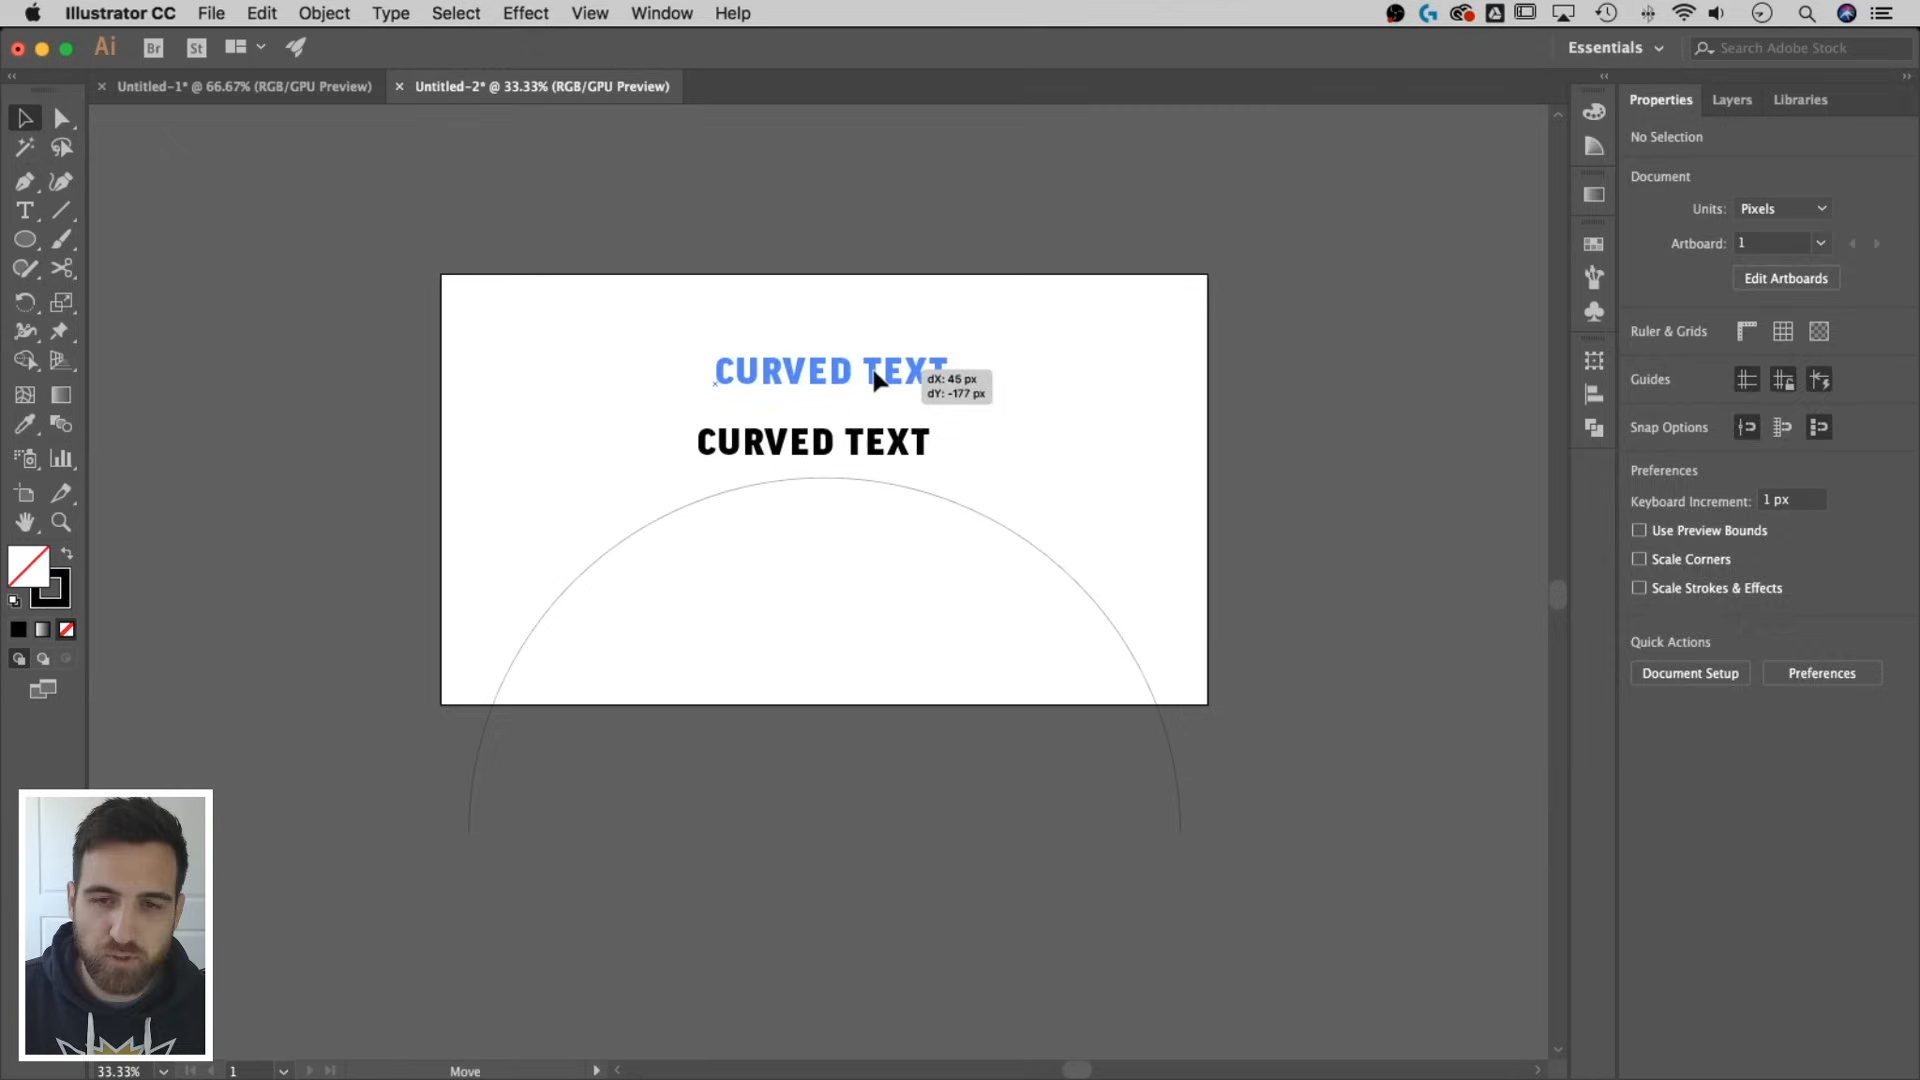 Illustrator CC File Edit Object Type Select Effect View Window Help
Ai Br St Essentials Search Adobe Stock
Untitled-1* @ 66.67% (RGB/GPU Preview) Untitled-2* @ 33.33% (RGB/GPU Preview)
Properties Layers Libraries
No Selection
Document
Units: Pixels
Artboard: 1
Edit Artboards
Ruler & Grids
Guides
Snap Options
Preferences
Keyboard Increment: 1 px
Use Preview Bounds
Scale Corners
Scale Strokes & Effects
Quick Actions
Document Setup Preferences
CURVED TEXT
dX: 45 px
dY: -177 px
CURVED TEXT
33.33% 1 Move